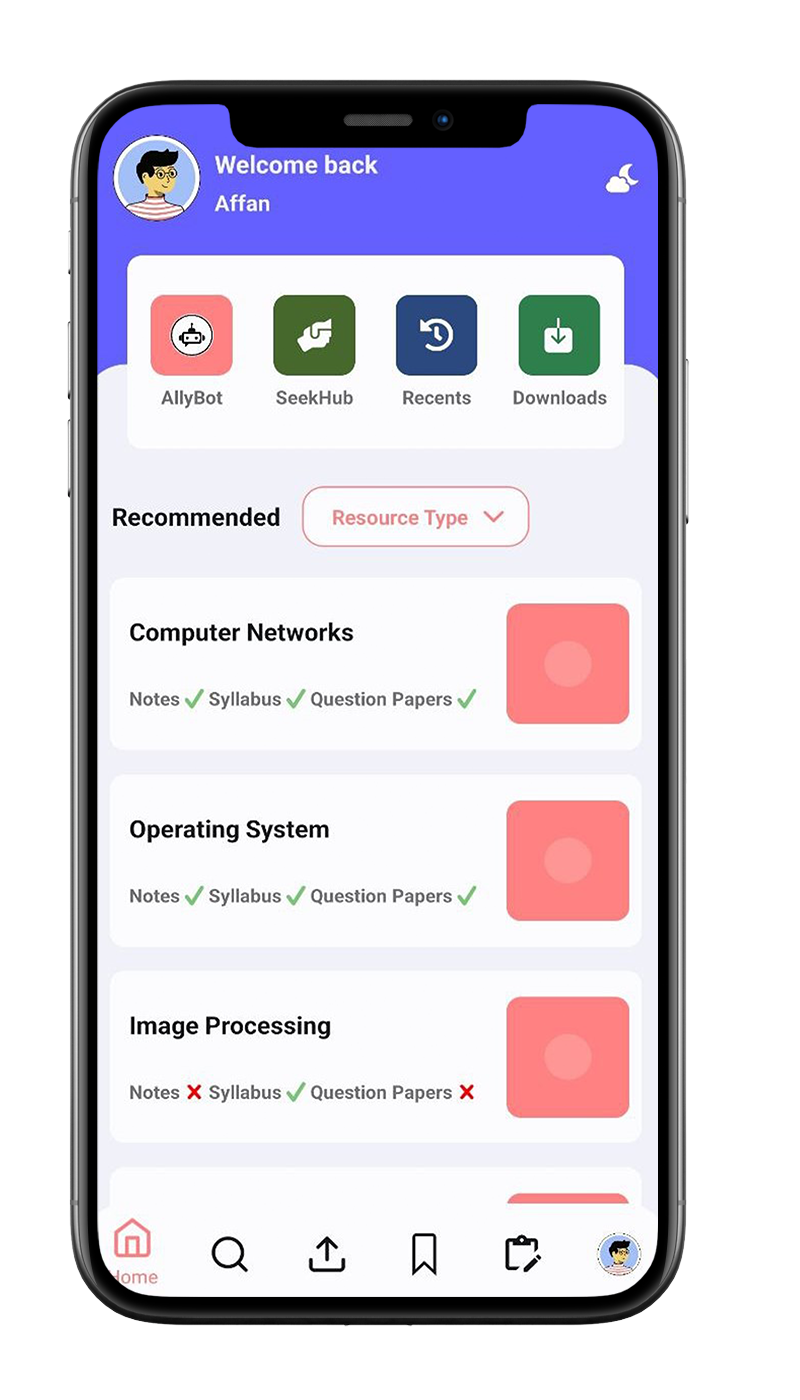 Welcome back
Affan
AllyBot SeekHub Recents Downloads
Recommended Resource Type
Computer Networks
Notes Syllabus Question Papers
Operating System
Notes Syllabus Question Papers
Image Processing
Notes Syllabus Question Papers
Home